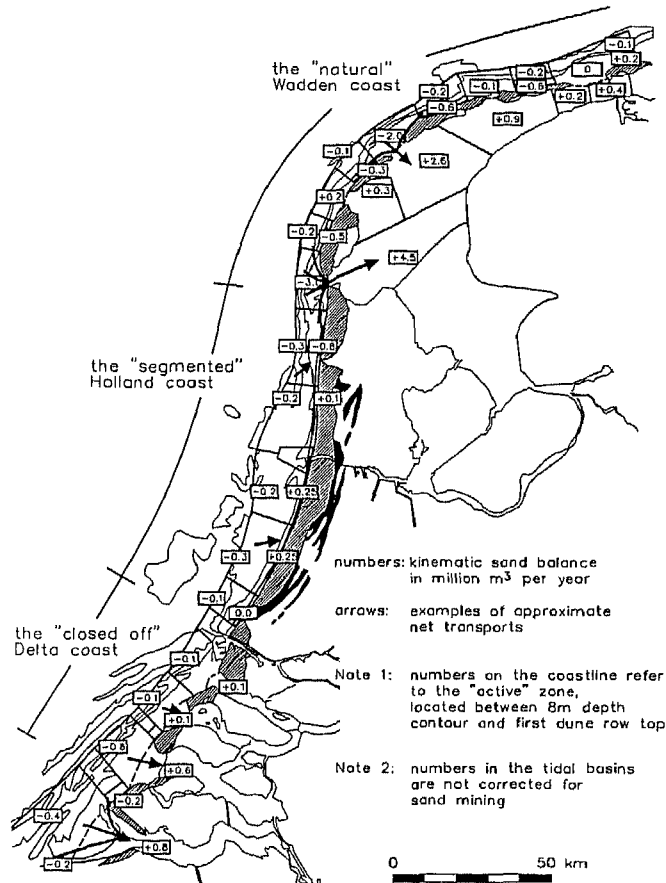 -0.1
+0.2
the "natural"
Wadden coast
-0.2
0
-0.2
-0.1
-0.6
+0.2
+0.4
-0.6
+0.9
-2.0
-0.1
+2.6
-0.3
+0.3
+0.2
-0.2
-0.5
+4.5
the "segmented"
Holland coast
-0.3
-0.8
-0.2
+0.1
-0.2
+0.25
-0.3
+0.25
numbers: kinematic sand balance
in million m³ per year
-0.1
0.0
arrows: examples of approximate
net transports
the "closed off"
Delta coast
-0.1
Note 1: numbers on the coastline refer
to the "active" zone,
located between 8m depth
contour and first dune row top
+0.1
-0.1
+0.1
-0.8
+0.6
Note 2: numbers in the tidal basins
are not corrected for
sand mining
-0.2
-0.4
+0.8
-0.2
0 50 km